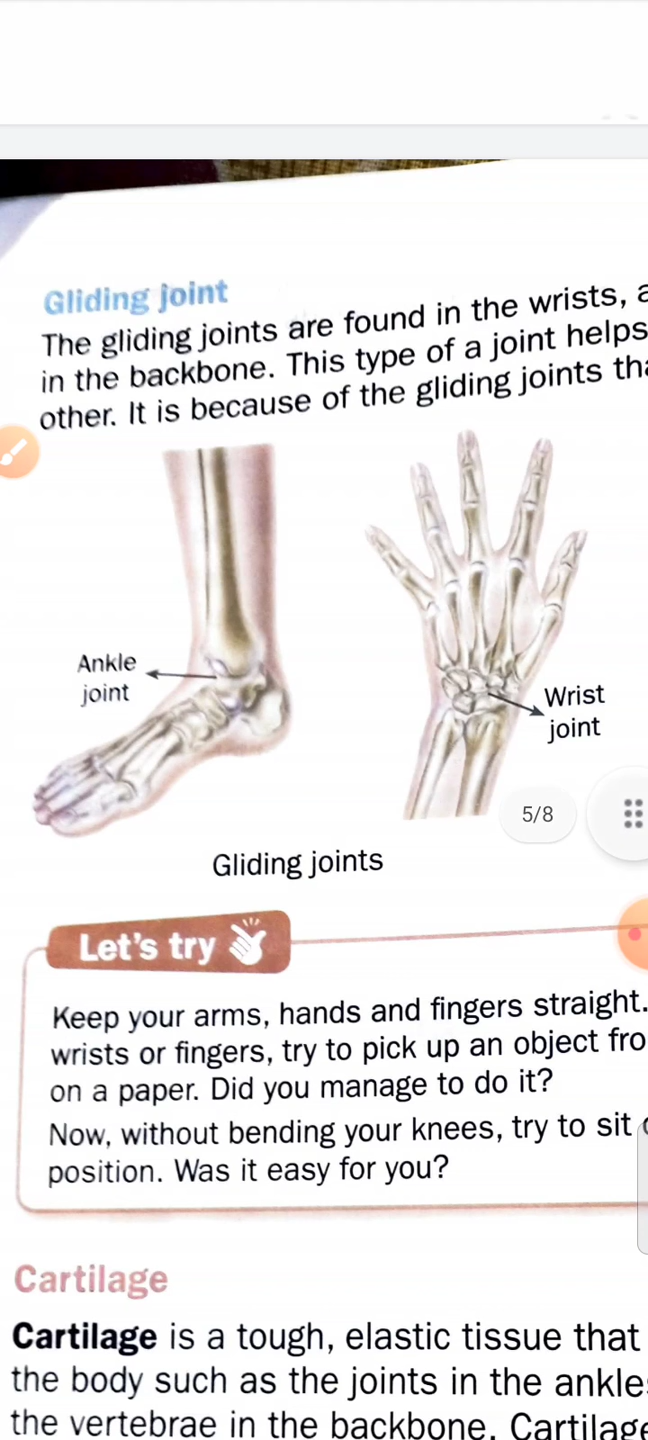 Gliding joint
The gliding joints are found in the wrists,
in the backbone. This type of a joint helps
other. It is because of the gliding joints
Ankle
joint
Wrist
joint
5/8
Gliding joints
Let's try
Keep your arms, hands and fingers straight.
wrists or fingers, try to pick up an object
on a paper. Did you manage to do it?
Now, without bending your knees, try to sit
position. Was it easy for you?
Cartilage
Cartilage is a tough, elastic tissue that
the body such as the joints in the
the vertebrae in the backbone.